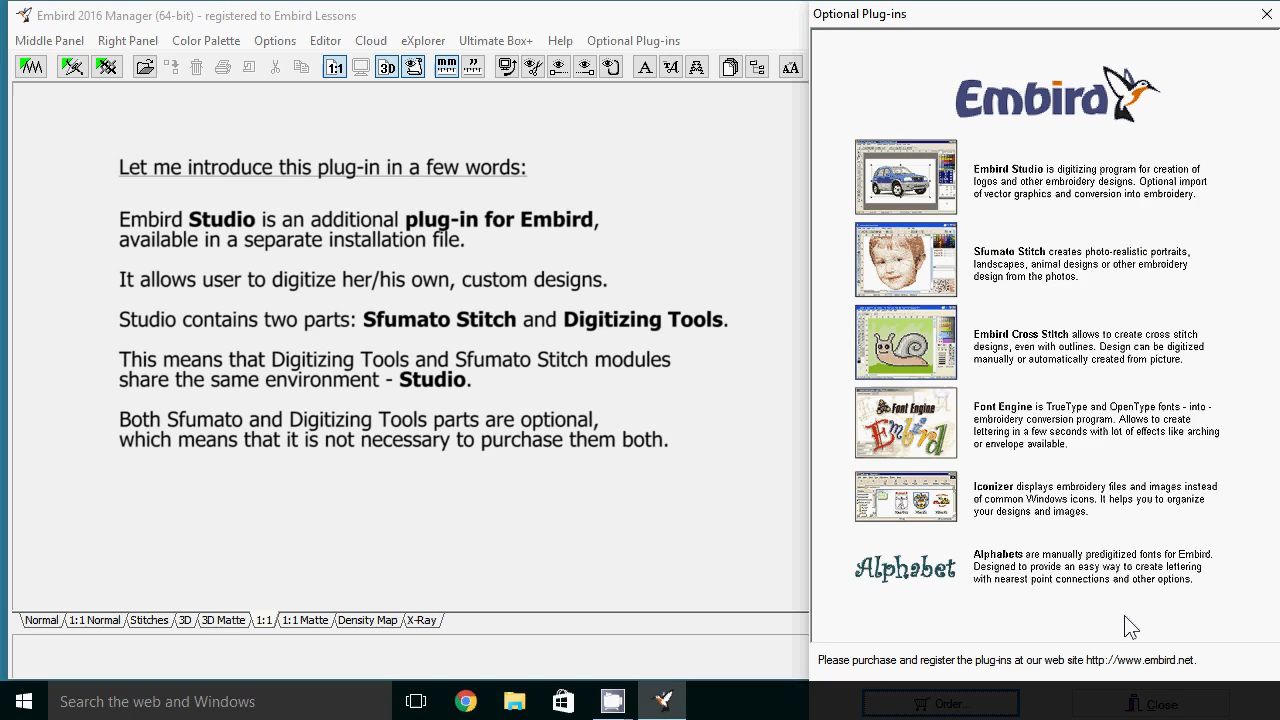 Embird 2016 Manager (64-bit) - registered to Embird Lessons
Middle Panel Right Panel Color Palette Options Editor Cloud eXplorer Ultimate Box+ Help Optional Plug-ins
1:1 3D mm ,, A A A AA
Let me introduce this plug-in in a few words:
Embird Studio is an additional plug-in for Embird,
available in a separate installation file.
It allows user to digitize her/his own, custom designs.
Studio contains two parts: Sfumato Stitch and Digitizing Tools.
This means that Digitizing Tools and Sfumato Stitch modules
share the same environment - Studio.
Both Sfumato and Digitizing Tools parts are optional,
which means that it is not necessary to purchase them both.
Normal 1:1 Normal Stitches 3D 3D Matte 1:1 1:1 Matte Density Map X-Ray
Optional Plug-ins
Embird
Embird Studio is digitizing program for creation of
logos and other embroidery designs. Optional import
of vector graphics and conversion into embroidery.
Sfumato Stitch creates photo-realistic portraits,
landscapes, animal designs or other embroidery
design from the photos.
Embird Cross Stitch allows to create cross stitch
designs, even with outlines. Design can be digitized
manually or automatically created from picture.
Font Engine
Embird
Font Engine is TrueType and OpenType fonts - into -
embroidery conversion program. Allows to create
lettering in a few seconds with lot of effects like arching
or envelope available.
Iconizer displays embroidery files and images instead
of common Windows icons. It helps you to organize
your designs and images.
Alphabet
Alphabets are manually predigitized fonts for Embird.
Designed to provide an easy way to create lettering
with nearest point connections and other options.
Please purchase and register the plug-ins at our web site http://www.embird.net.
Order...
Close
Search the web and Windows